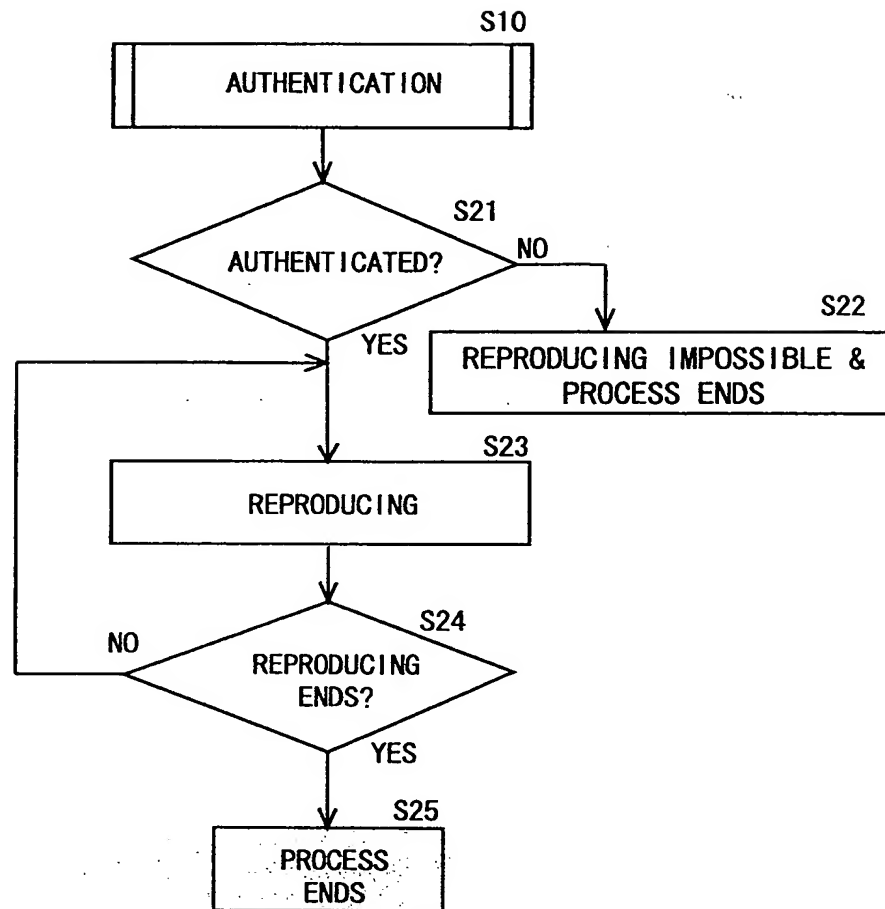 S10
AUTHENTICATION
S21
AUTHENTICATED?
NO
S22
YES
REPRODUCING IMPOSSIBLE &
PROCESS ENDS
S23
REPRODUCING
S24
NO
REPRODUCING
ENDS?
YES
S25
PROCESS
ENDS